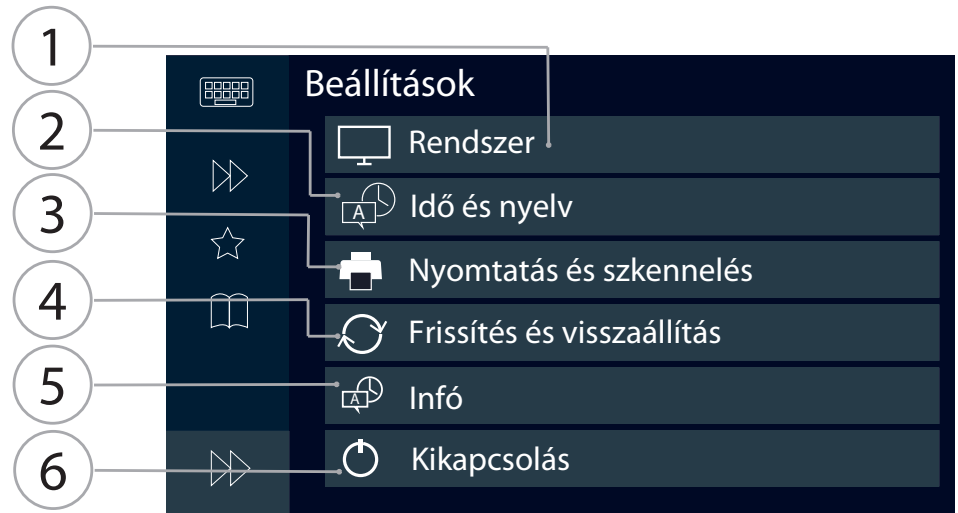 1
Beállítások
2
Rendszer
3
Idő és nyelv
4
Nyomtatás és szkennelés
5
Frissítés és visszaállítás
6
Infó
Kikapcsolás
A
A